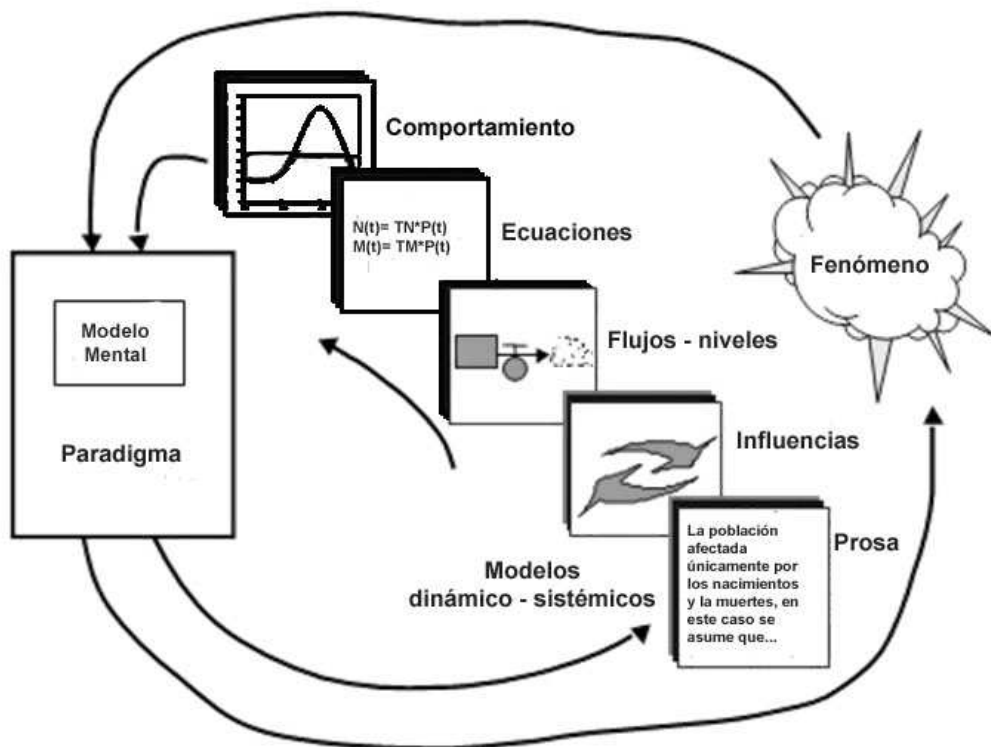 Comportamiento
N(t)= TN*P(t)
M(t)= TM*P(t)
Ecuaciones
Fenómeno
Modelo
Mental
Paradigma
Flujos - niveles
Influencias
Modelos
dinámico - sistémicos
Prosa
La población
afectada
únicamente por
los nacimientos
y la muertes, en
este caso se
asume que...